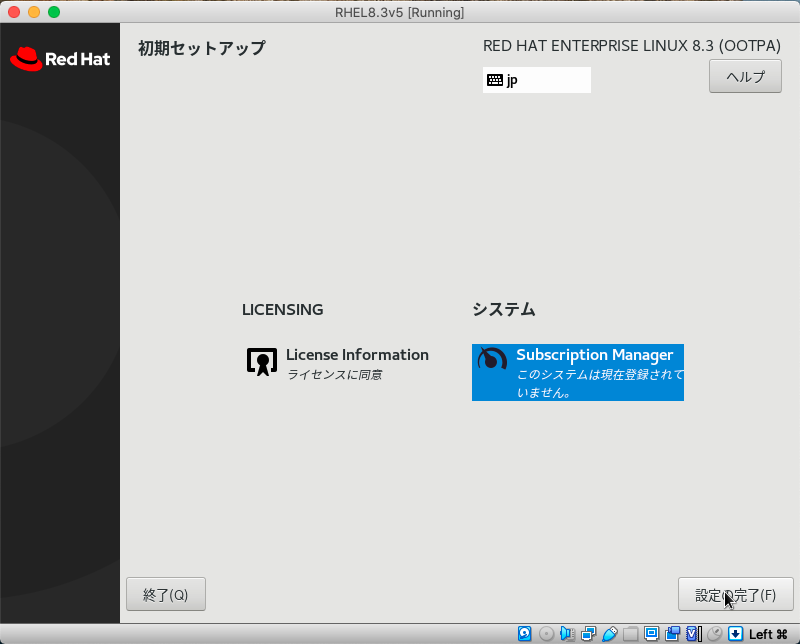 RHEL8.3v5 [Running]
Red Hat
初期セットアップ
RED HAT ENTERPRISE LINUX 8.3 (OOTPA)
jp
ヘルプ
LICENSING
システム
License Information
ライセンスに同意
Subscription Manager
このシステムは現在登録されて
いません。
終了(Q)
設定の完了(F)
Left ⌘